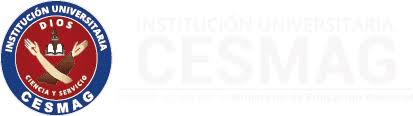 INSTITUCIÓN UNIVERSITARIA
DIOS
CIENCIA Y SERVICIO
CESMAG
INSTITUCIÓN UNIVERSITARIA
CESMAG